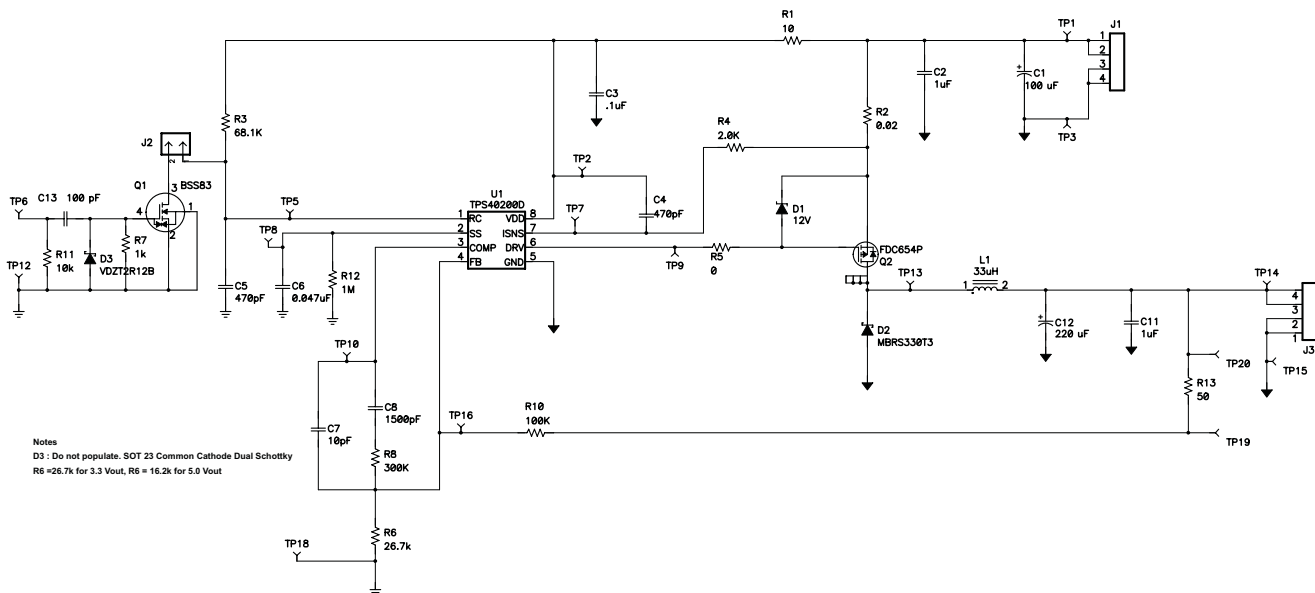 R1
10
TP1
J1
1
2
3
4
C3
.1uF
C2
1uF
+
C1
100 uF
R3
68.1K
R2
0.02
R4
2.0K
TP3
J2
2
1
TP2
C13
100 pF
Q1
BSS83
3
4
1
2
TP6
U1
TPS40200D
TP5
TP7
C4
470pF
D1
12V
1
RC
VDD
8
2
SS
ISNS
7
3
COMP
DRV
6
4
FB
GND
5
TP8
R11
10k
D3
VDZT2R12B
R7
1k
TP12
TP9
R5
0
FDC654P
Q2
R12
1M
C5
470pF
C6
0.047uF
TP13
L1
33uH
1
2
TP14
4
3
2
1
J3
D2
MBRS330T3
+
C12
220 uF
C11
1uF
TP10
TP20
TP15
R13
50
C8
1500pF
C7
10pF
TP16
R10
100K
TP19
R8
300K
Notes
D3 : Do not populate. SOT 23 Common Cathode Dual Schottky
R6 =26.7k for 3.3 Vout, R6 = 16.2k for 5.0 Vout
R6
26.7k
TP18